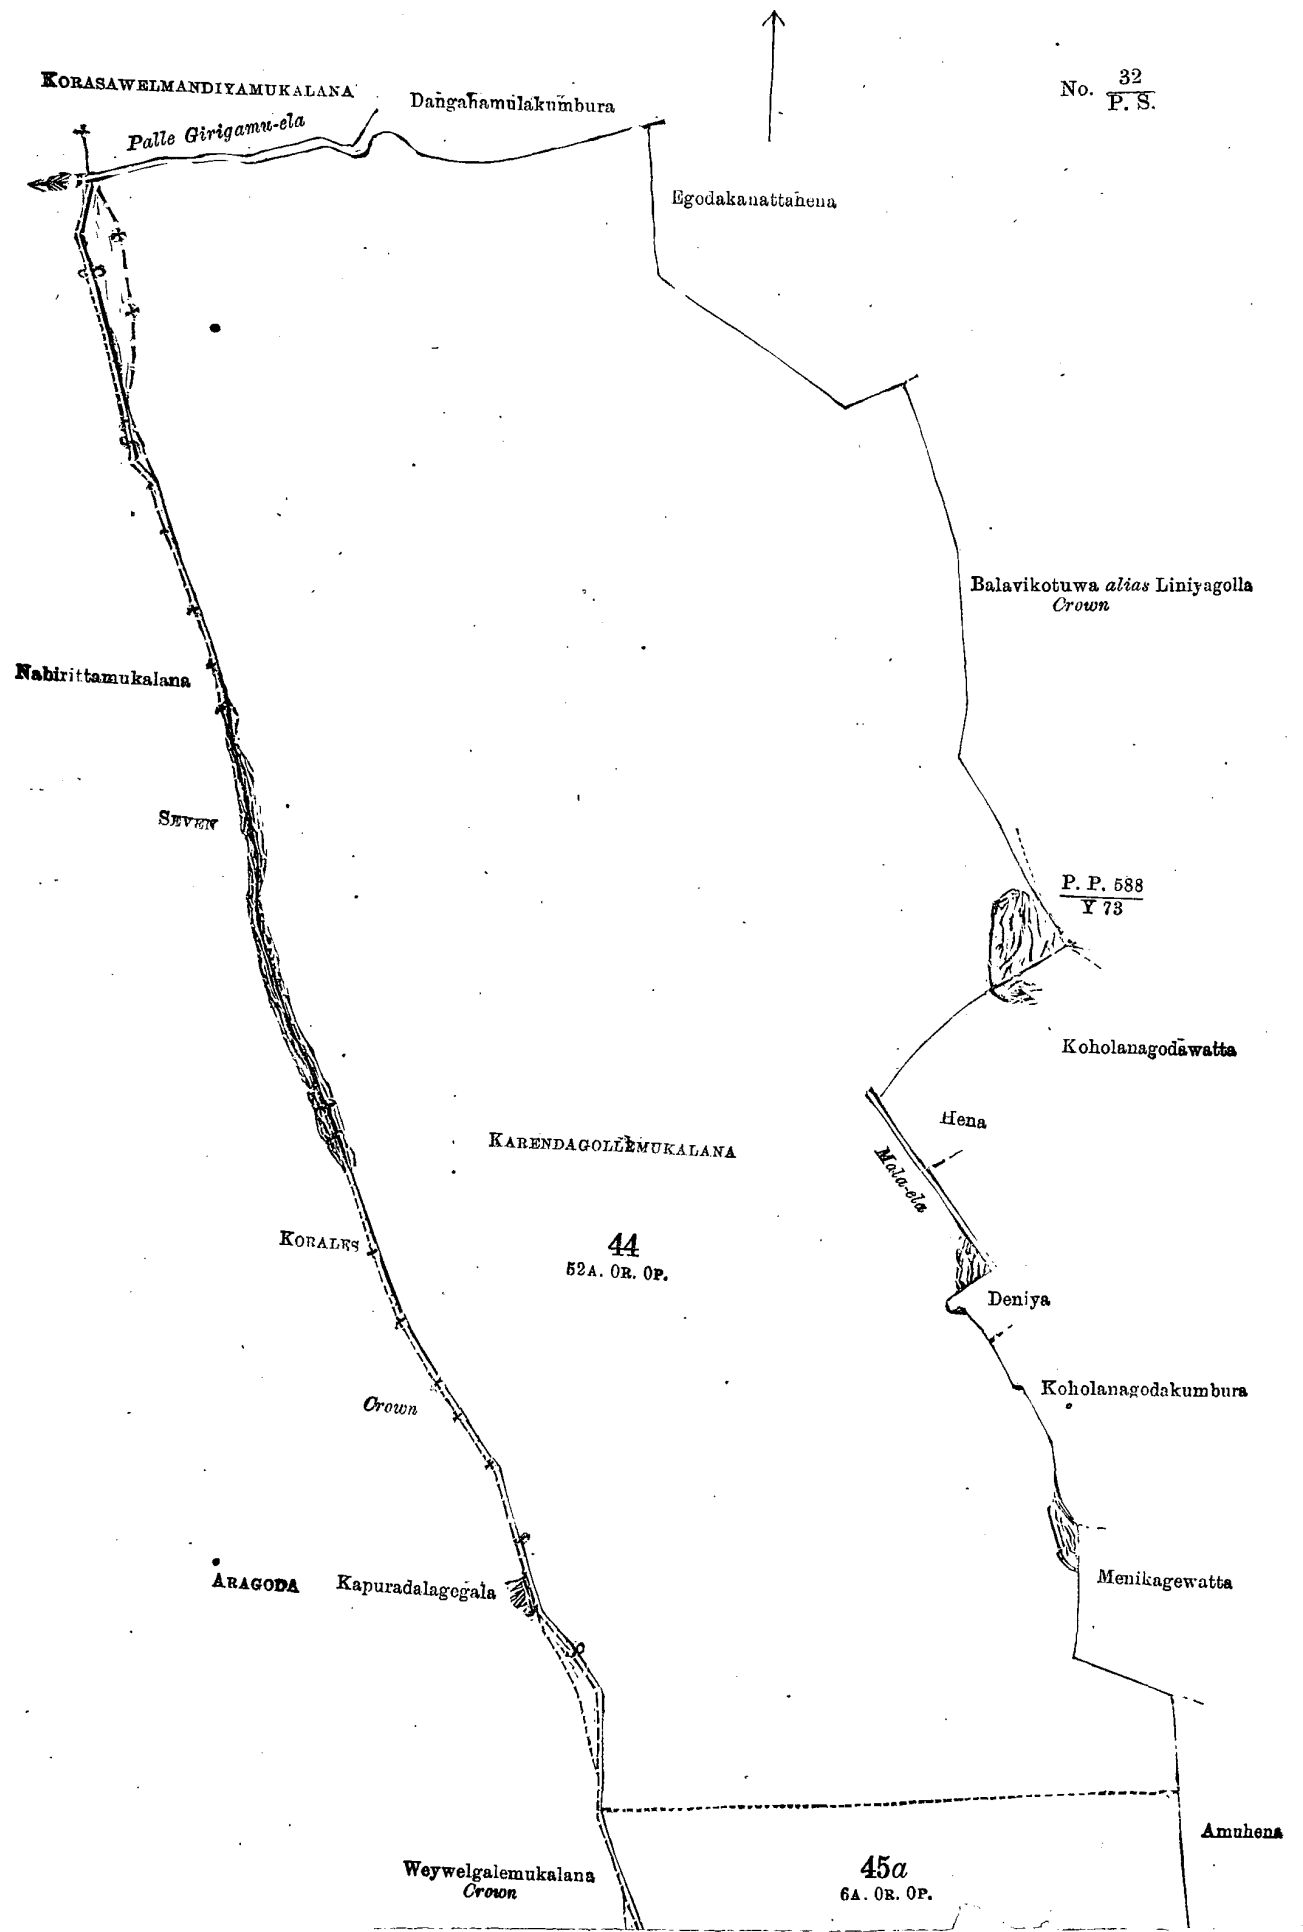 No. 32
P. S.
KORASAWELMANDIYAMUKALANA
Dangahamulakumbura
Palle Girigamu-ela
Egodakanattahena
Balavikotuwa alias Liniyagolla
Crown
Nabirittamukalana
SEVEN
P. P. 588
Y 73
Koholanagodawatta
Hena
KARENDAGOLLEMUKALANA
Mala-ela
KORALES
44
52A. 0R. 0P.
Deniya
Koholanagodakumbura
Crown
ARAGODA
Kapuradalagegala
Menikagewatta
Amuhena
45a
6A. 0R. 0P.
Weywelgalemukalana
Crown